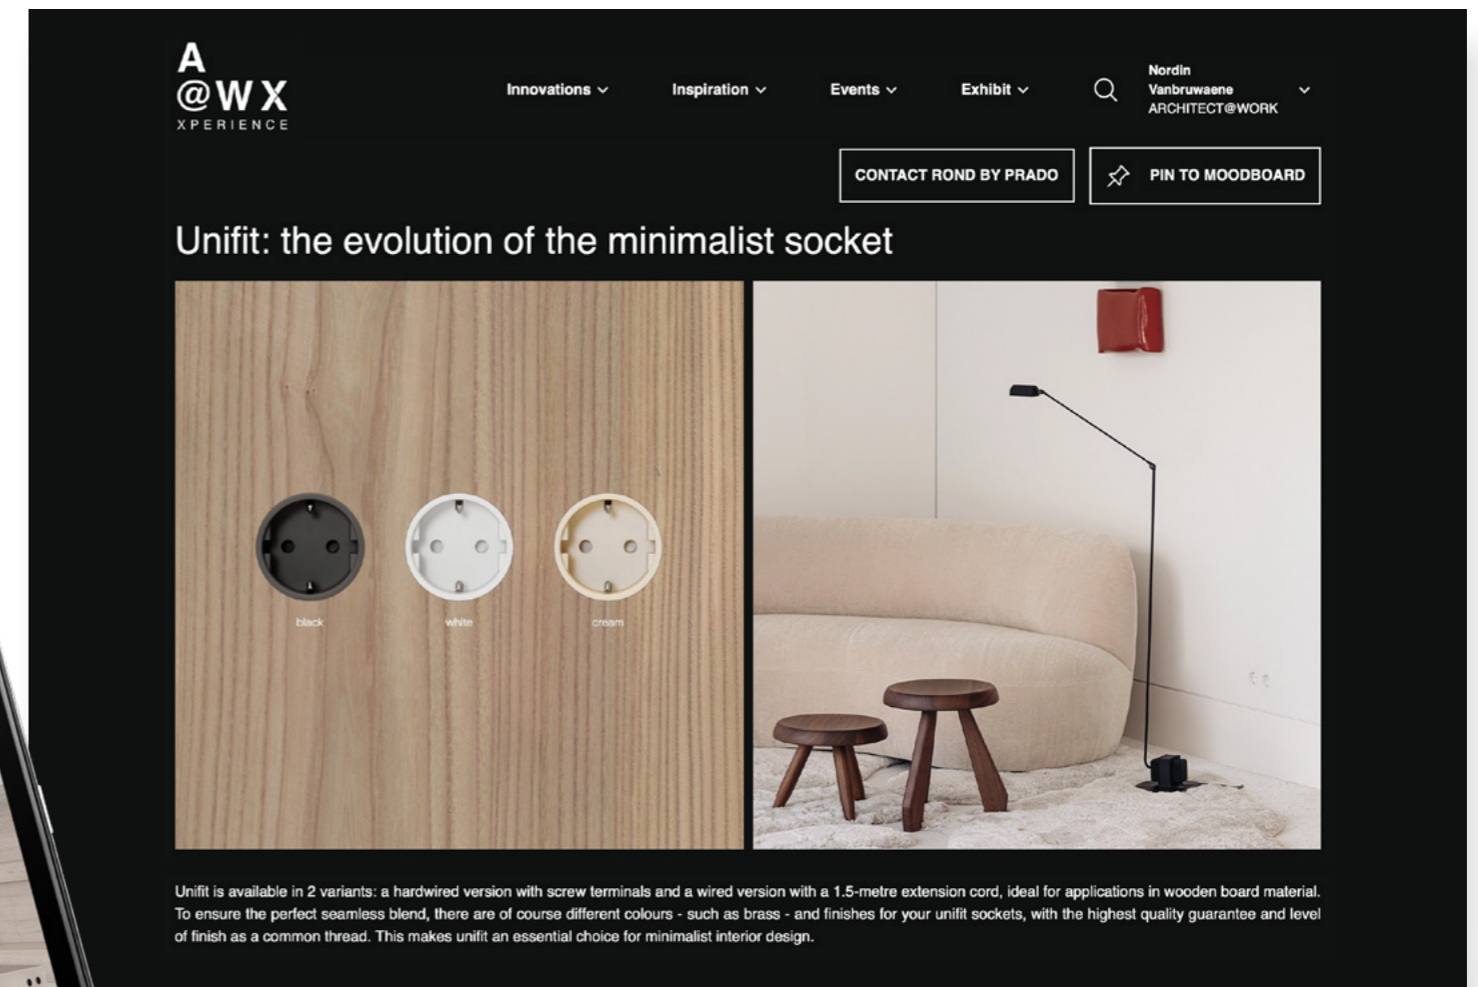 A
@WX
XPERIENCE
Innovations
Inspiration
Events
Exhibit
Nordin
Vanbruwaene
ARCHITECT@WORK
CONTACT ROND BY PRADO
PIN TO MOODBOARD
Unifit: the evolution of the minimalist socket
black
white
cream
Unifit is available in 2 variants: a hardwired version with screw terminals and a wired version with a 1.5-metre extension cord, ideal for applications in wooden board material.
To ensure the perfect seamless blend, there are of course different colours - such as brass - and finishes for your unifit sockets, with the highest quality guarantee and level
of finish as a common thread. This makes unifit an essential choice for minimalist interior design.